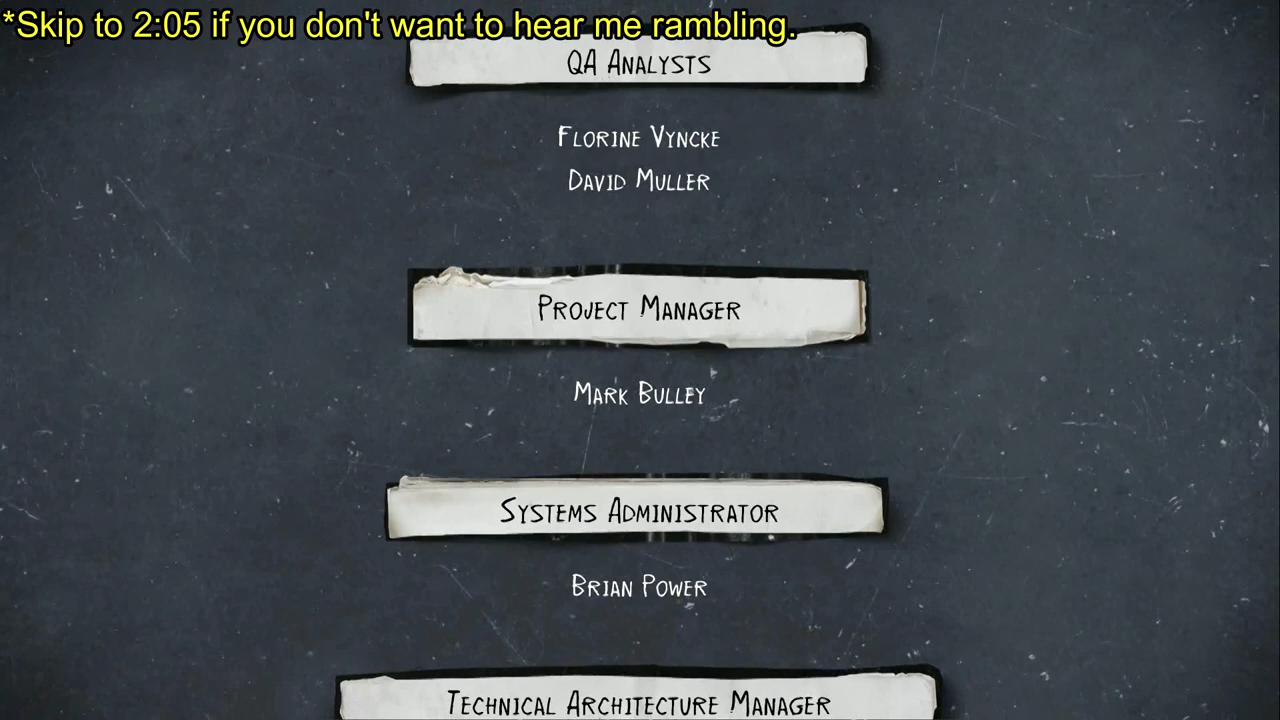 *Skip to 2:05 if you don't want to hear me rambling.
QA ANALYSTS
FLORINE VYNCKE
DAVID MULLER
PROJECT MANAGER
MARK BULLEY
SYSTEMS ADMINISTRATOR
BRIAN POWER
TECHNICAL ARCHITECTURE MANAGER